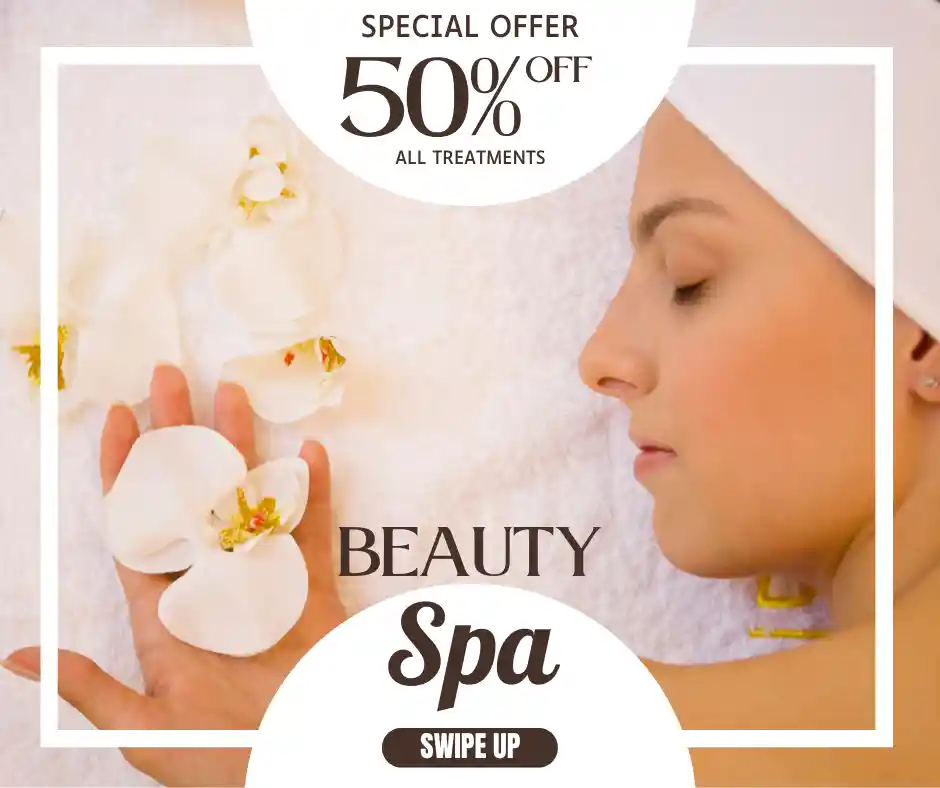 SPECIAL OFFER
50% OFF
ALL TREATMENTS
BEAUTY
Spa
SWIPE UP